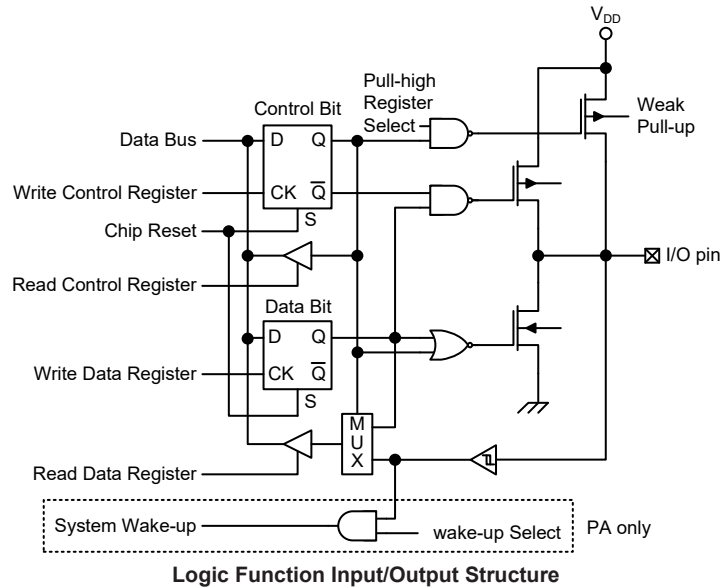 V_DD
Pull-high
Register
Select
Weak
Pull-up
Control Bit
Data Bus
D
Q
Write Control Register
CK
Q̅
Chip Reset
S
I/O pin
Read Control Register
Data Bit
D
Q
Write Data Register
CK
Q̅
S
M
U
X
Read Data Register
System Wake-up
wake-up Select
PA only
Logic Function Input/Output Structure